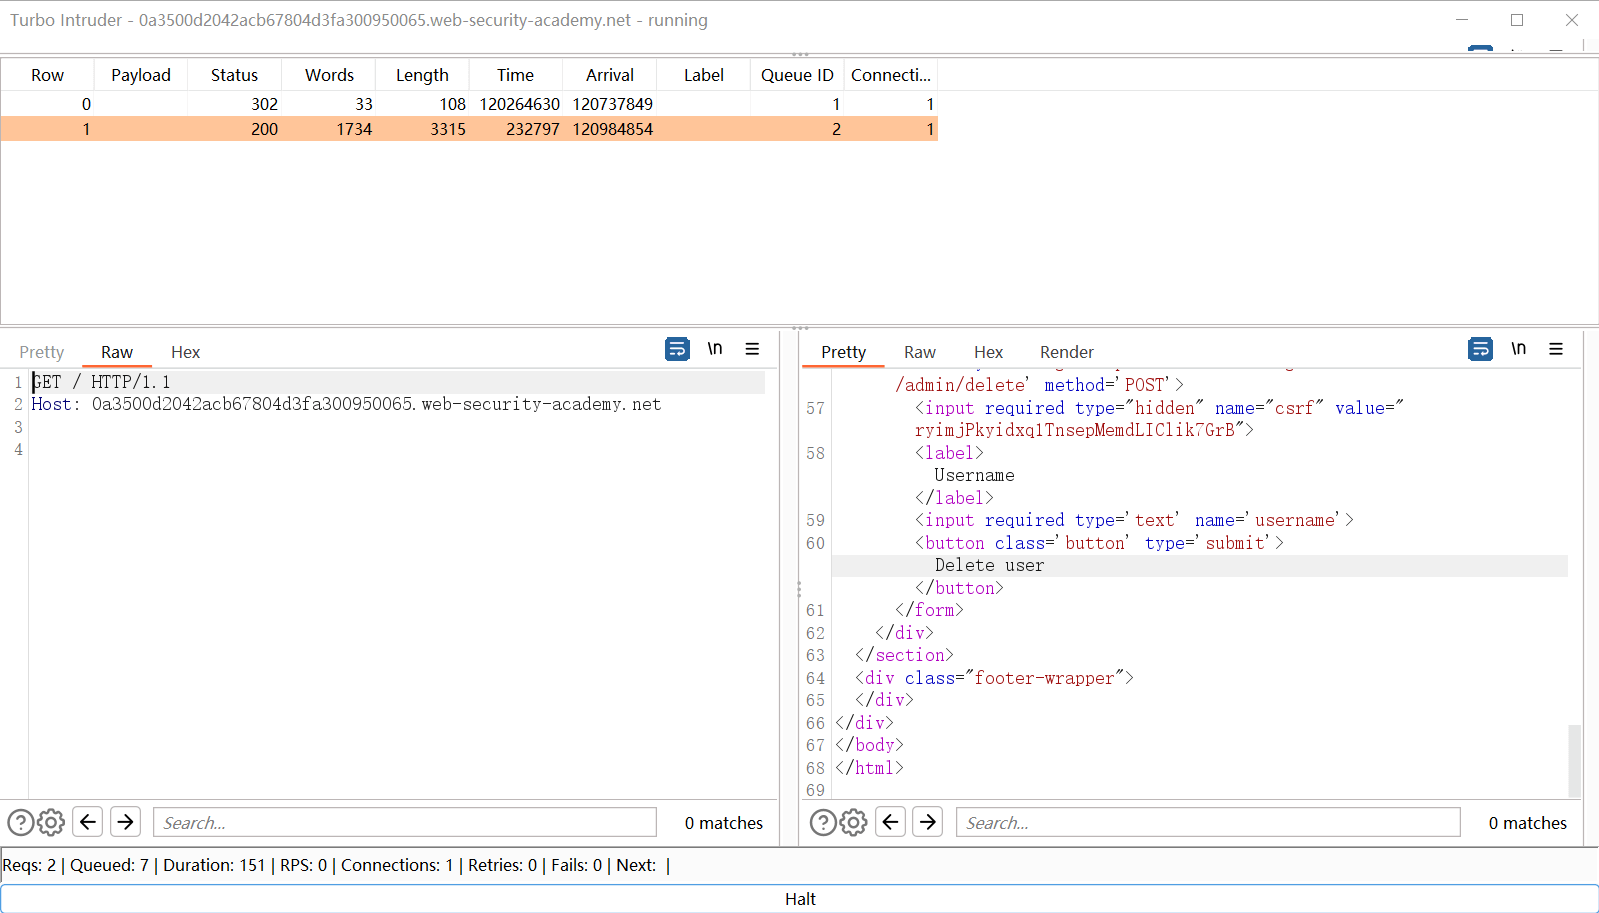 Turbo Intruder - 0a3500d2042acb67804d3fa300950065.web-security-academy.net - running
Row Payload Status Words Length Time Arrival Label Queue ID Connecti...
0 302 33 108 120264630 120737849 1 1
1 200 1734 3315 232797 120984854 2 1
Pretty Raw Hex \n
1 GET / HTTP/1.1
2 Host: 0a3500d2042acb67804d3fa300950065.web-security-academy.net
3
4
Search...
0 matches
Pretty Raw Hex Render \n
/admin/delete' method='POST'>
57 <input required type="hidden" name="csrf" value="
ryimjPkyidxq1TnsepMemdLIClik7GrB">
58 <label>
Username
</label>
59 <input required type='text' name='username'>
60 <button class='button' type='submit'>
Delete user
</button>
61 </form>
62 </div>
63 </section>
64 <div class="footer-wrapper">
65 </div>
66 </div>
67 </body>
68 </html>
69
Search...
0 matches
Reqs: 2 | Queued: 7 | Duration: 151 | RPS: 0 | Connections: 1 | Retries: 0 | Fails: 0 | Next: |
Halt